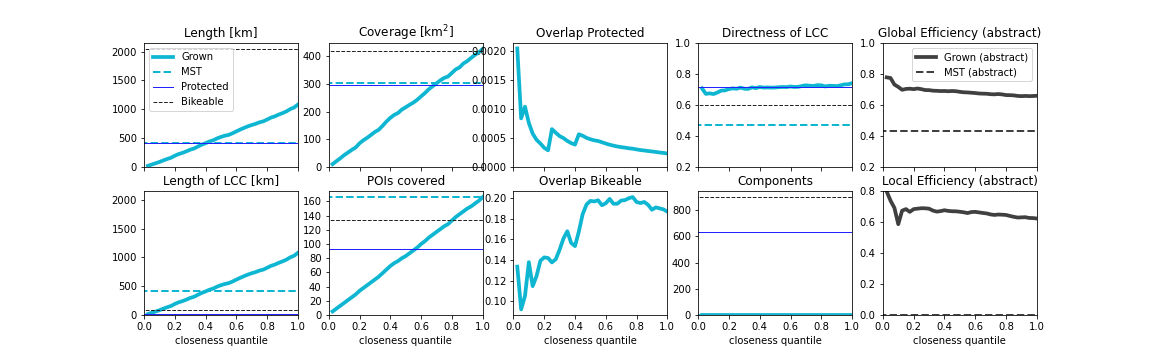 Length [km]
2000
1500
1000
500
0
Grown
MST
Protected
Bikeable
Coverage [km²]
400
300
200
100
0
Overlap Protected
0.0020
0.0015
0.0010
0.0005
0.0000
Directness of LCC
1.0
0.8
0.6
0.4
0.2
Global Efficiency (abstract)
1.0
0.8
0.6
0.4
0.2
Grown (abstract)
MST (abstract)
Length of LCC [km]
2000
1500
1000
500
0
0.0 0.2 0.4 0.6 0.8 1.0
closeness quantile
POIs covered
160
140
120
100
80
60
40
20
0
0.0 0.2 0.4 0.6 0.8 1.0
closeness quantile
Overlap Bikeable
0.20
0.18
0.16
0.14
0.12
0.10
0.0 0.2 0.4 0.6 0.8 1.0
closeness quantile
Components
800
600
400
200
0
0.0 0.2 0.4 0.6 0.8 1.0
closeness quantile
Local Efficiency (abstract)
0.8
0.6
0.4
0.2
0.0
0.0 0.2 0.4 0.6 0.8 1.0
closeness quantile